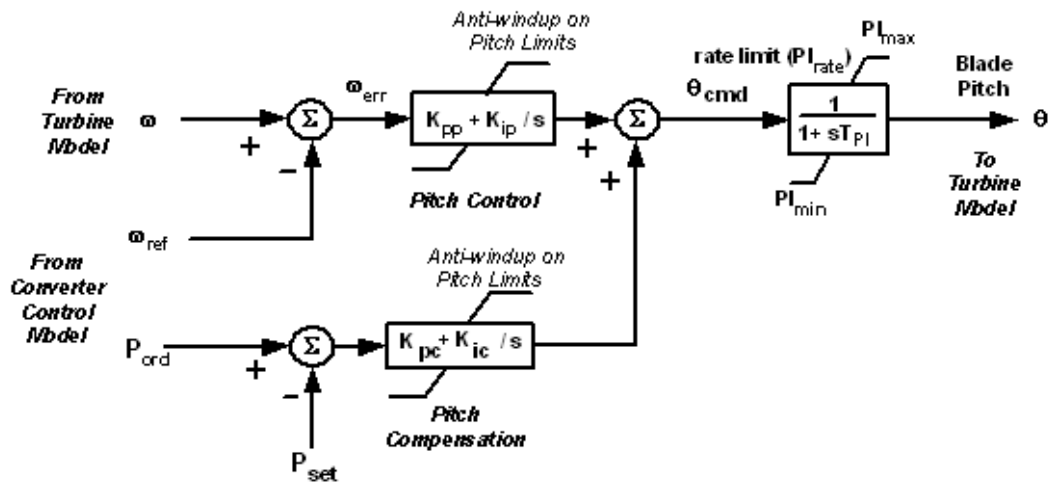 Anti-windup on
Pitch Limits
PImax
rate limit (PIrate)
Blade
Pitch
From
Turbine
Model
ω
ωerr
Kpp + Kip / s
Σ
Σ
θcmd
1
1+ sTPI
θ
+
−
+
+
Pitch Control
PImin
To
Turbine
Model
ωref
Anti-windup on
Pitch Limits
From
Converter
Control
Model
Pord
Σ
Kpc + Kic / s
+
−
Pitch
Compensation
Pset